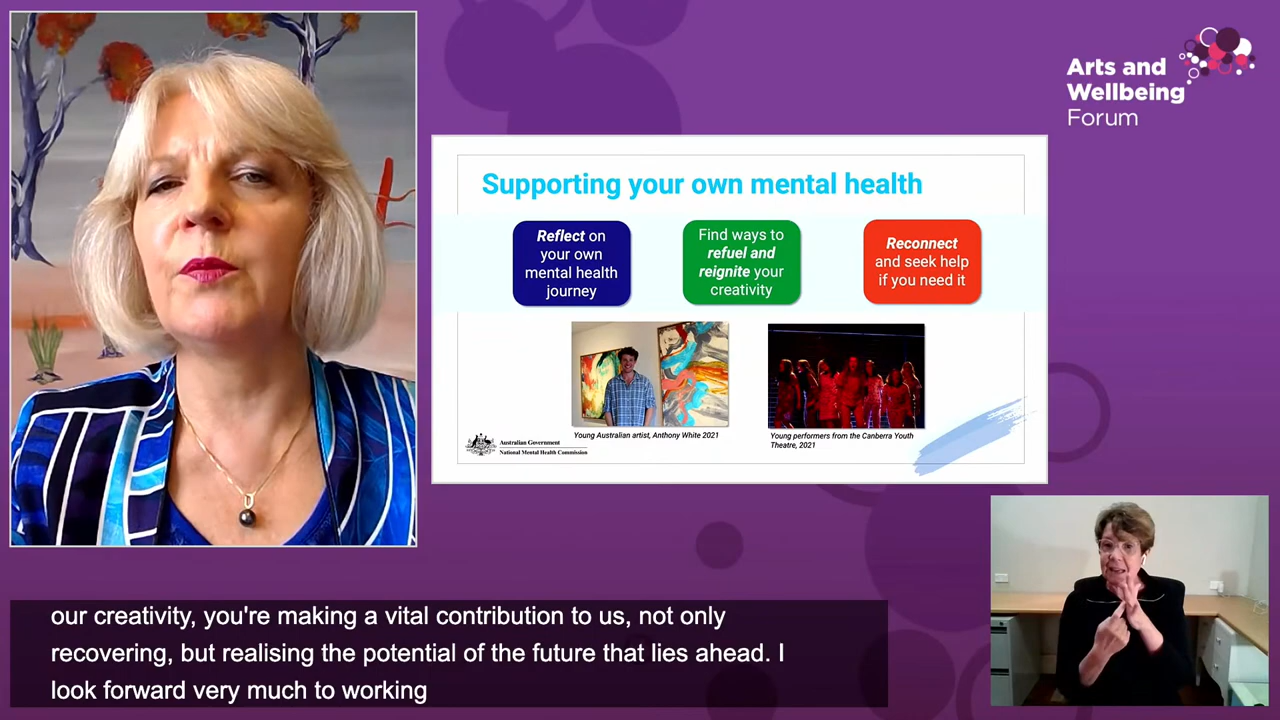 Arts and
Wellbeing
Forum
Supporting your own mental health
Reflect on
your own
mental health
journey
Find ways to
refuel and
reignite your
creativity
Reconnect
and seek help
if you need it
Young Australian artist, Anthony White 2021
Young performers from the Canberra Youth
Theatre, 2021
Australian Government
National Mental Health Commission
our creativity, you're making a vital contribution to us, not only
recovering, but realising the potential of the future that lies ahead. I
look forward very much to working